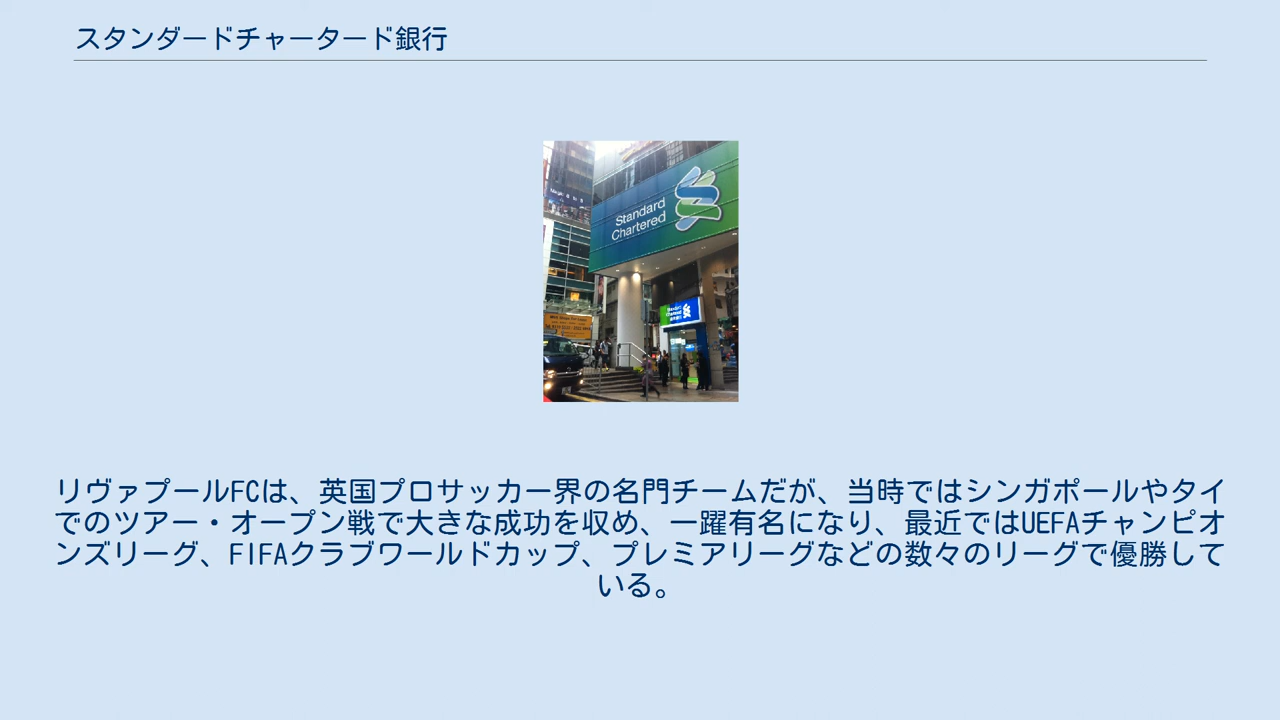 スタンダードチャータード銀行
Standard
Chartered
リヴァプールFCは、英国プロサッカー界の名門チームだが、当時ではシンガポールやタイ
でのツアー・オープン戦で大きな成功を収め、一躍有名になり、最近ではUEFAチャンピオ
ンズリーグ、FIFAクラブワールドカップ、プレミアリーグなどの数々のリーグで優勝して
いる。